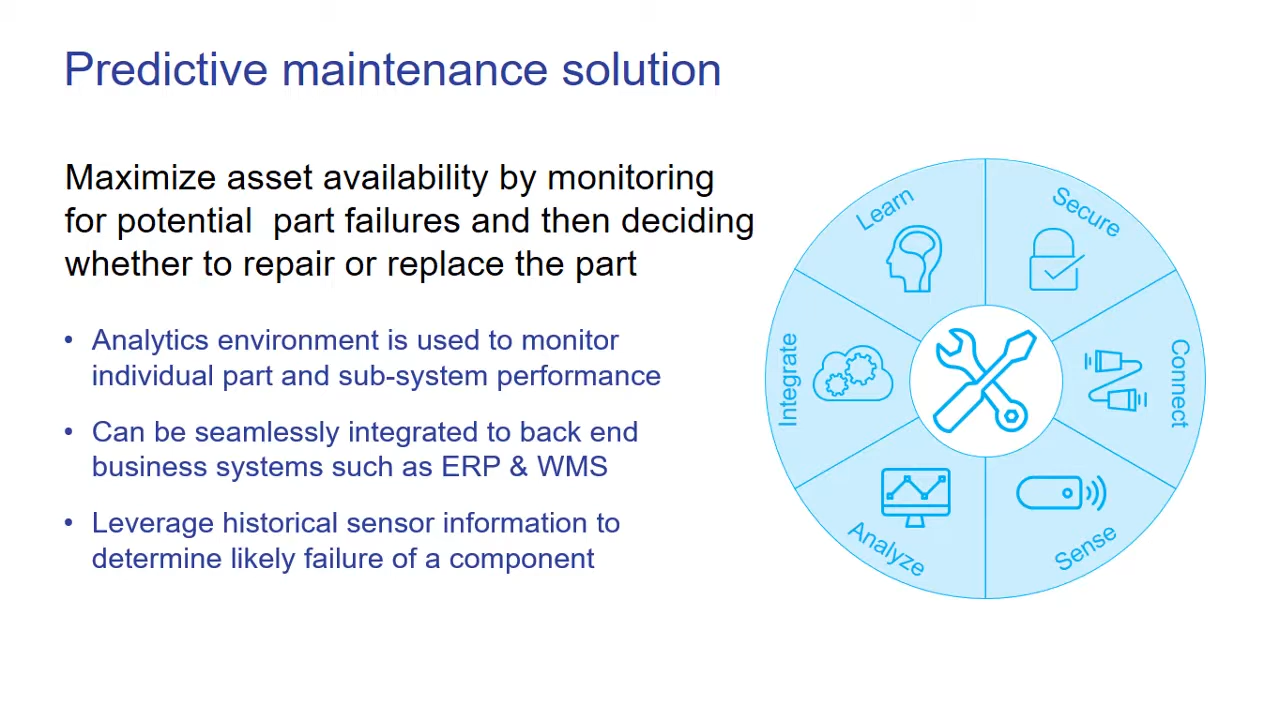 Predictive maintenance solution
Maximize asset availability by monitoring
for potential  part failures and then deciding
whether to repair or replace the part
• Analytics environment is used to monitor
individual part and sub-system performance
• Can be seamlessly integrated to back end
business systems such as ERP & WMS
• Leverage historical sensor information to
determine likely failure of a component
Learn
Secure
Integrate
Connect
Analyze
Sense